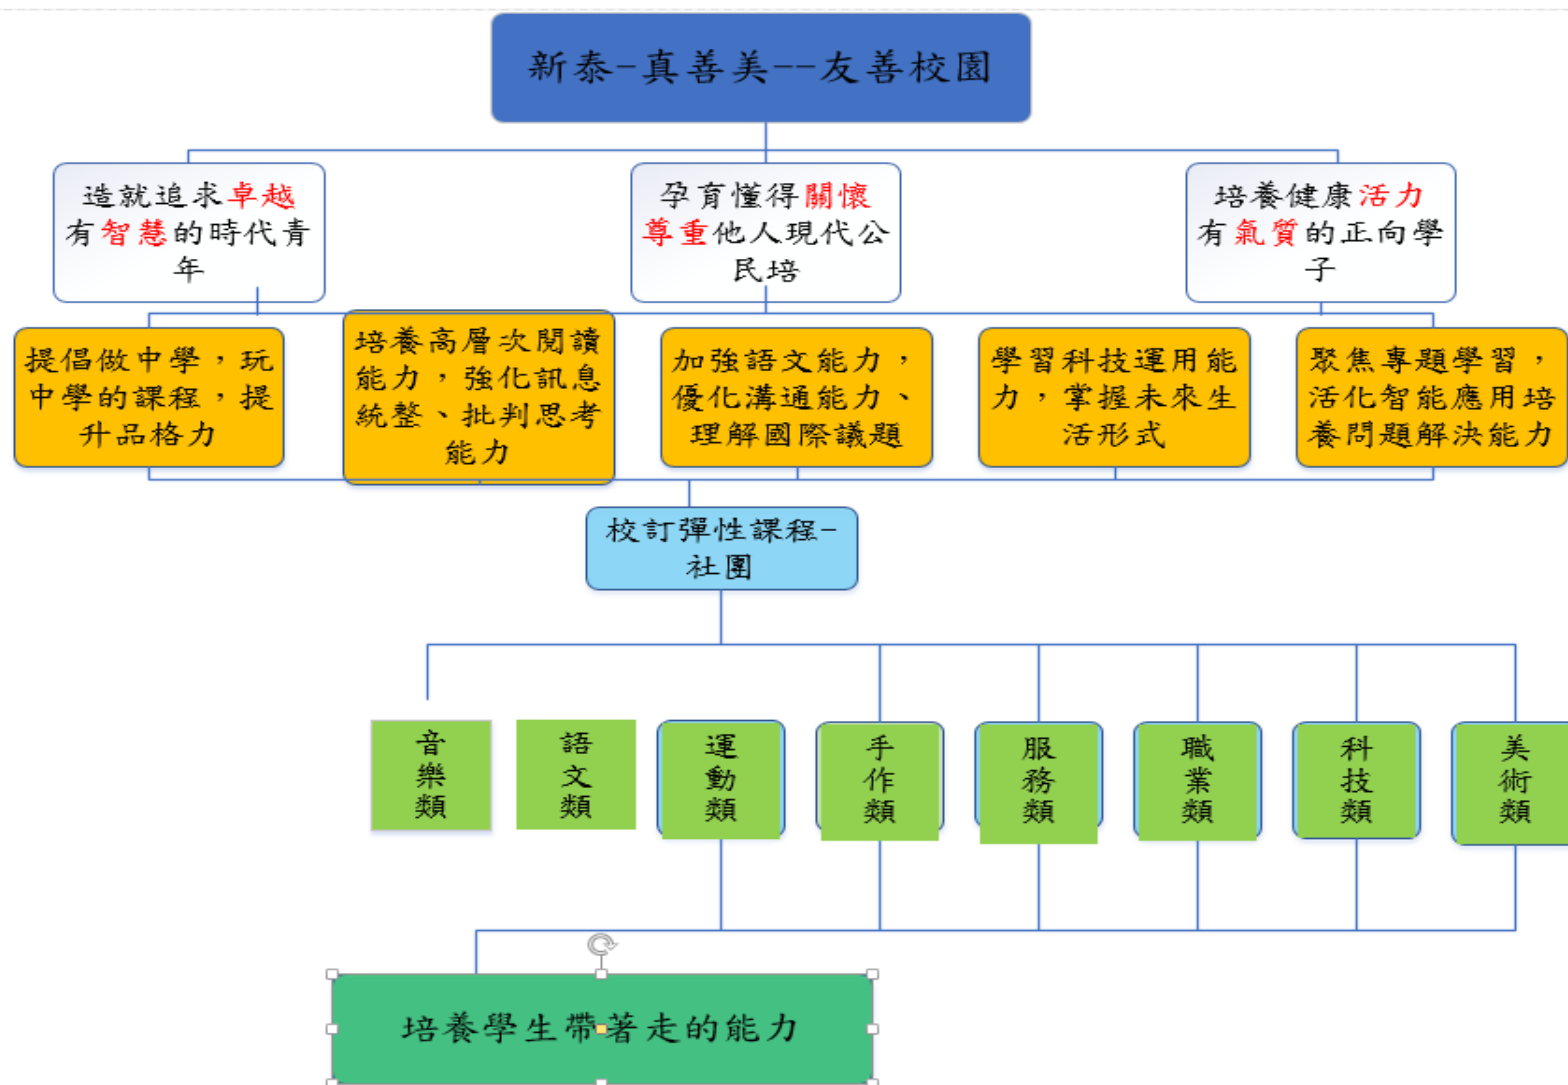 新泰-真善美--友善校園
造就追求卓越
有智慧的時代青
年
孕育懂得關懷
尊重他人現代公
民培
培養健康活力
有氣質的正向學
子
提倡做中學，玩
中學的課程，提
升品格力
培養高層次閱讀
能力，強化訊息
統整、批判思考
能力
加強語文能力，
優化溝通能力、
理解國際議題
學習科技運用能
力，掌握未來生
活形式
聚焦專題學習，
活化智能應用培
養問題解決能力
校訂彈性課程-
社團
音
樂
類
語
文
類
運
動
類
手
作
類
服
務
類
職
業
類
科
技
類
美
術
類
培養學生帶著走的能力